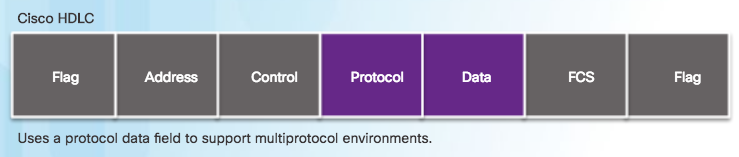 Cisco HDLC
Flag Address Control Protocol Data FCS Flag
Uses a protocol data field to support multiprotocol environments.